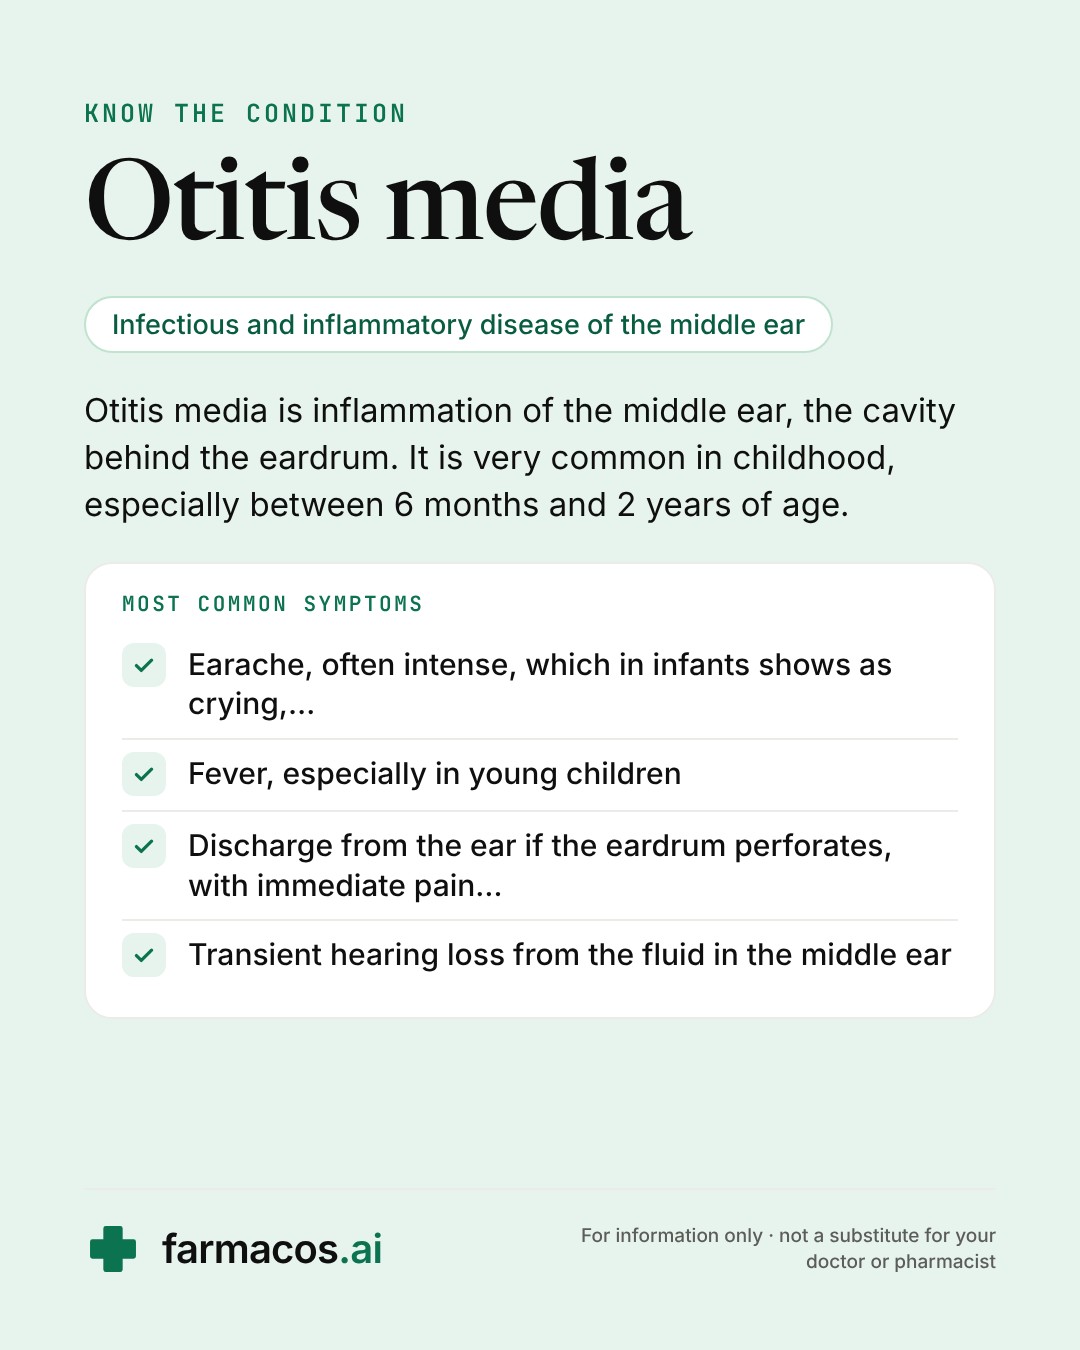 KNOW THE CONDITION
Otitis media
Infectious and inflammatory disease of the middle ear
Otitis media is inflammation of the middle ear, the cavity
behind the eardrum. It is very common in childhood,
especially between 6 months and 2 years of age.
MOST COMMON SYMPTOMS
Earache, often intense, which in infants shows as
crying,...
Fever, especially in young children
Discharge from the ear if the eardrum perforates,
with immediate pain...
Transient hearing loss from the fluid in the middle ear
farmacos.ai
For information only · not a substitute for your
doctor or pharmacist